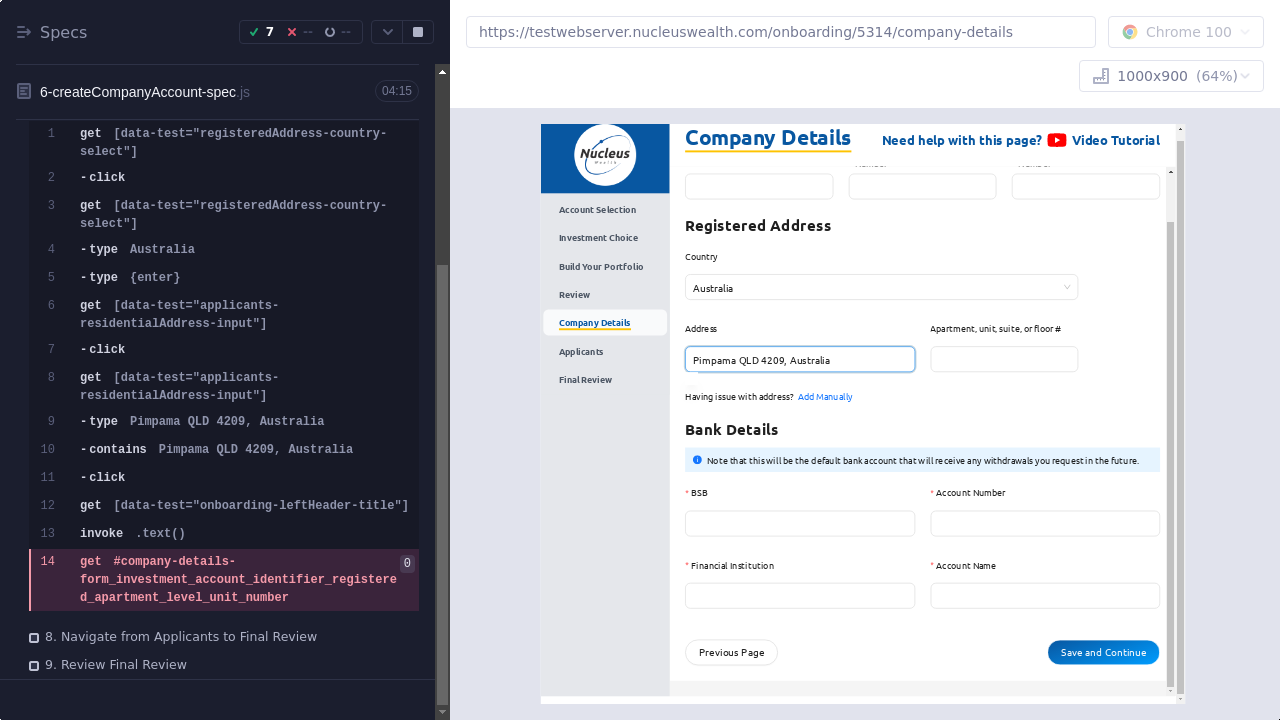 Specs
7
--
--
https://testwebserver.nucleuswealth.com/onboarding/5314/company-details
Chrome 100
1000x900 (64%)
6-createCompanyAccount-spec.js
04:15
1 get [data-test="registeredAddress-country-
select"]
2 -click
3 get [data-test="registeredAddress-country-
select"]
4 -type Australia
5 -type {enter}
6 get [data-test="applicants-
residentialAddress-input"]
7 -click
8 get [data-test="applicants-
residentialAddress-input"]
9 -type Pimpama QLD 4209, Australia
10 -contains Pimpama QLD 4209, Australia
11 -click
12 get [data-test="onboarding-leftHeader-title"]
13 invoke .text()
14 get #company-details-
form_investment_account_identifier_registere
d_apartment_level_unit_number
0
8. Navigate from Applicants to Final Review
9. Review Final Review
Nucleus
Wealth
Account Selection
Investment Choice
Build Your Portfolio
Review
Company Details
Applicants
Final Review
Company Details
Need help with this page? Video Tutorial
Registered Address
Country
Australia
Address
Apartment, unit, suite, or floor #
Pimpama QLD 4209, Australia
Having issue with address? Add Manually
Bank Details
Note that this will be the default bank account that will receive any withdrawals you request in the future.
* BSB
* Account Number
* Financial Institution
* Account Name
Previous Page
Save and Continue